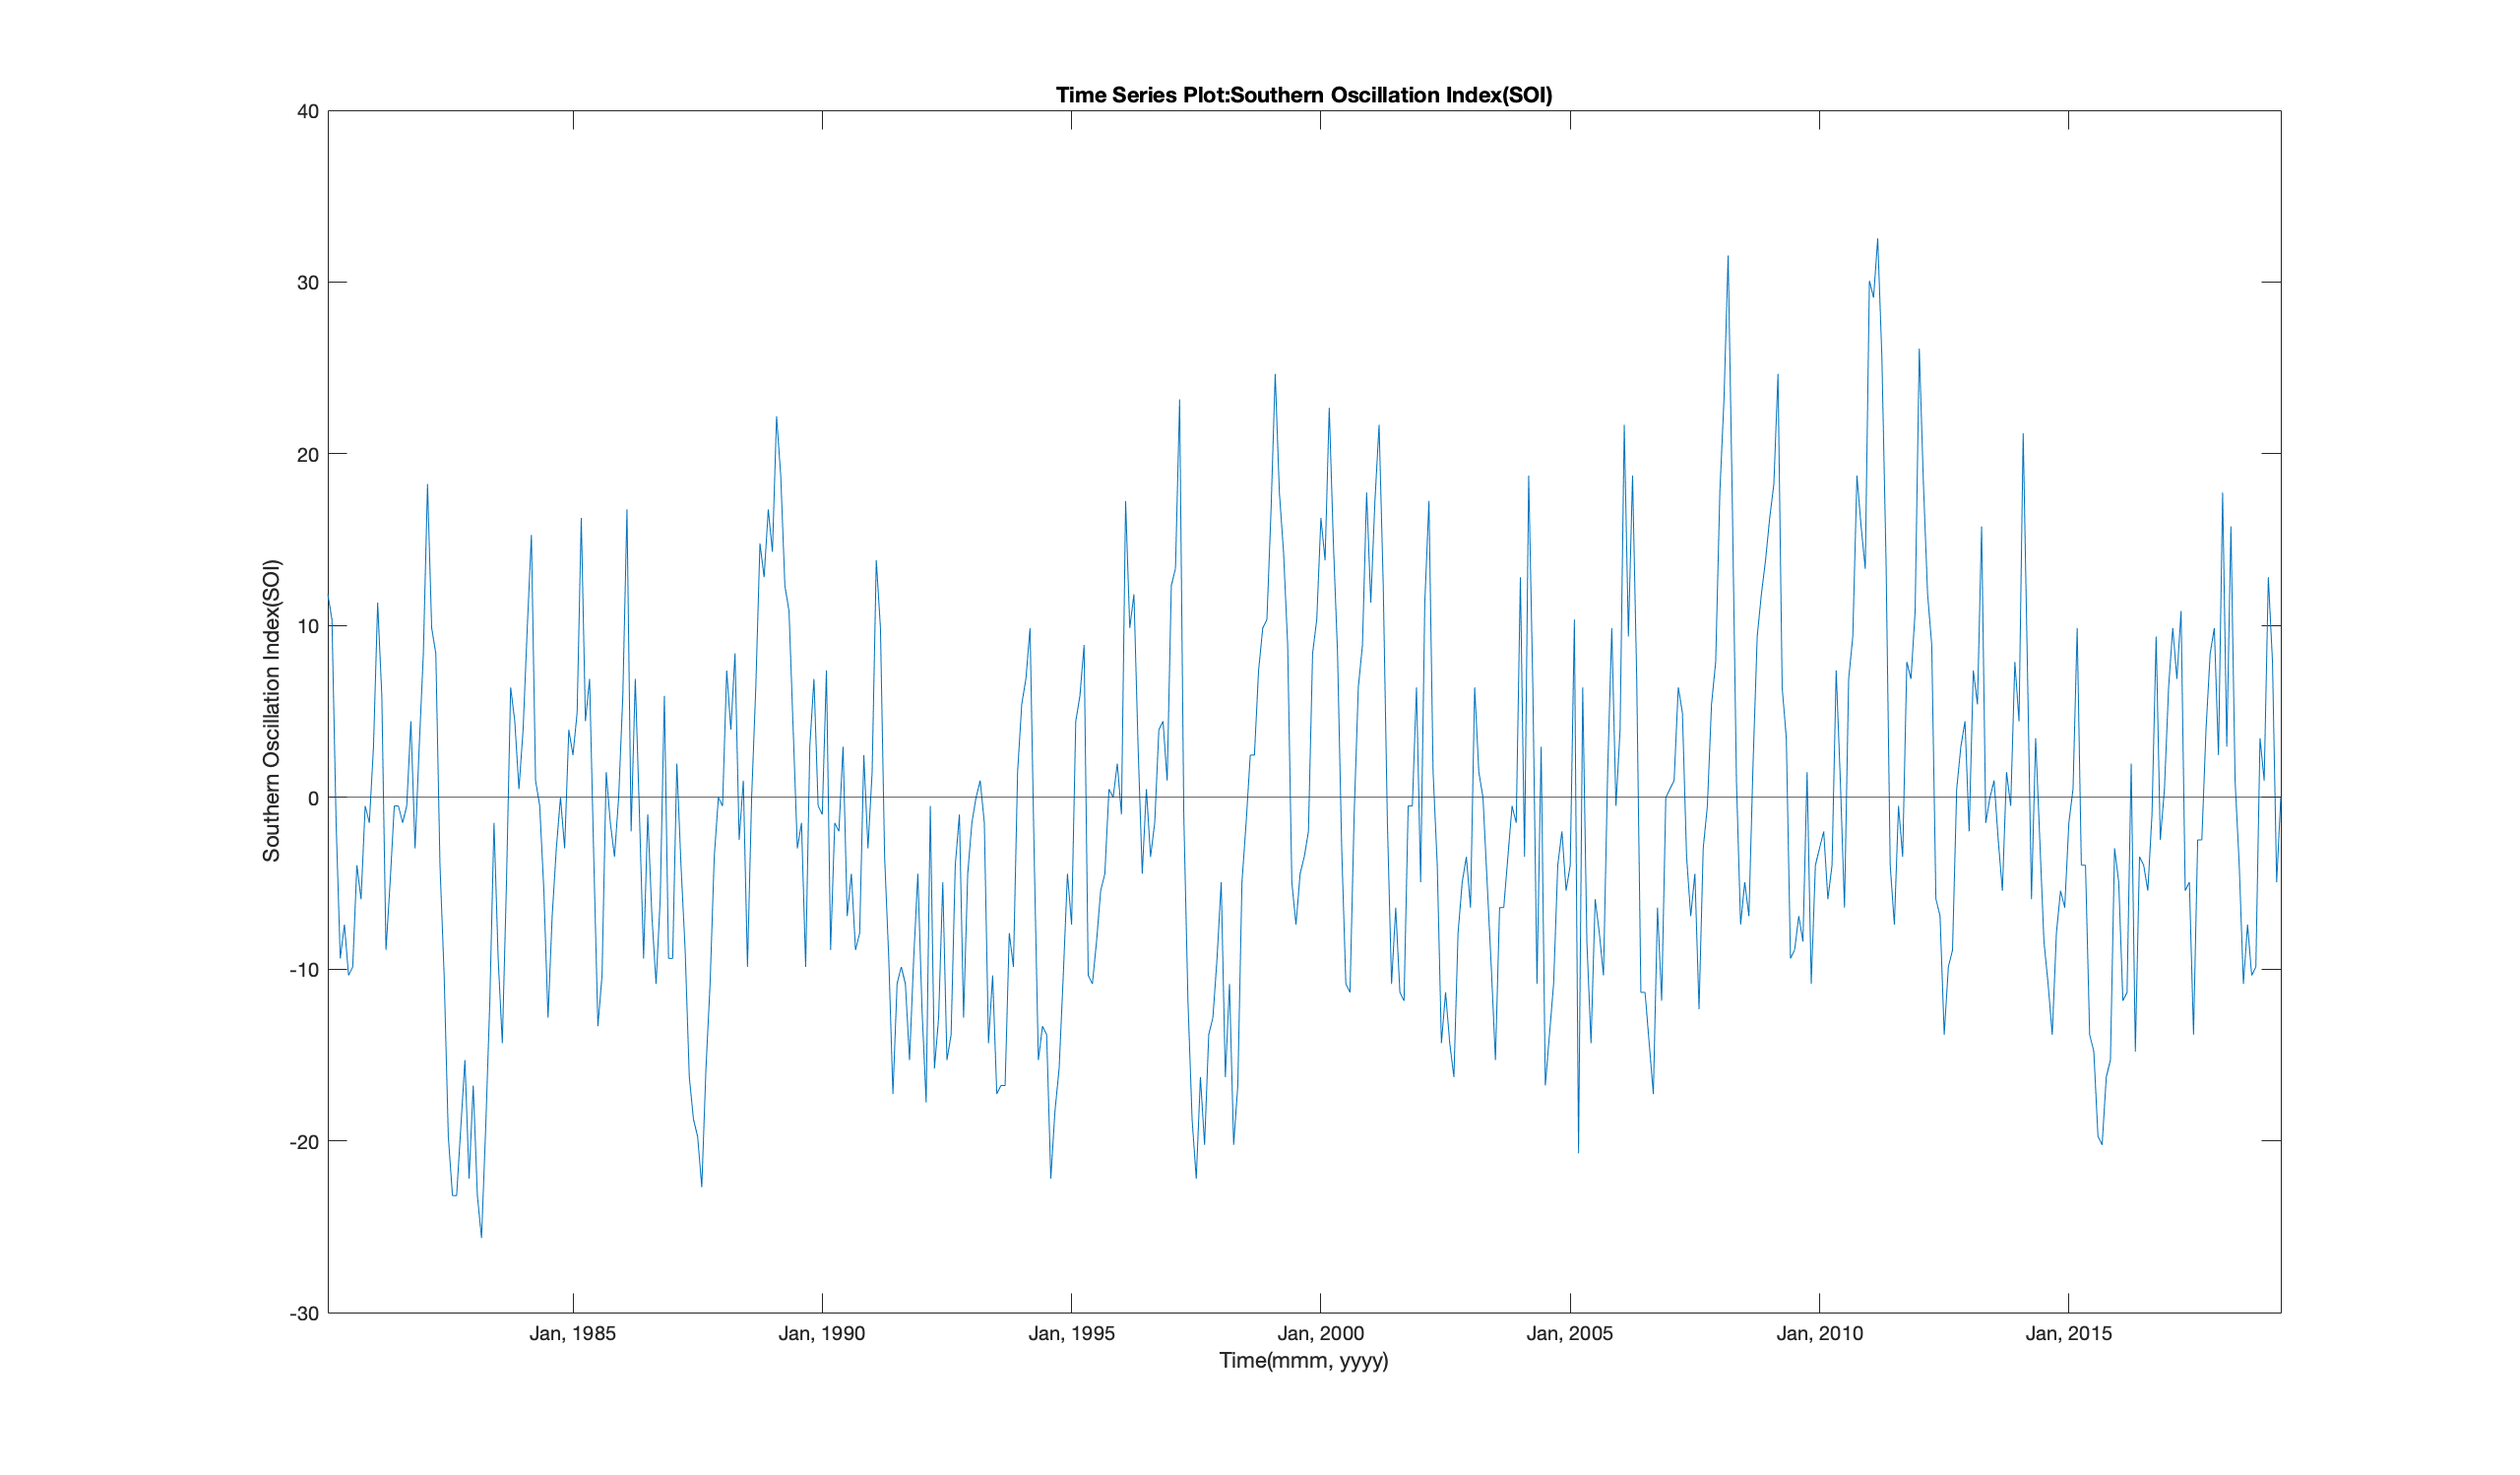 Time Series Plot:Southern Oscillation Index(SOI)
40
30
20
10
0
-10
-20
-30
Southern Oscillation Index(SOI)
Jan, 1985 Jan, 1990 Jan, 1995 Jan, 2000 Jan, 2005 Jan, 2010 Jan, 2015
Time(mmm, yyyy)